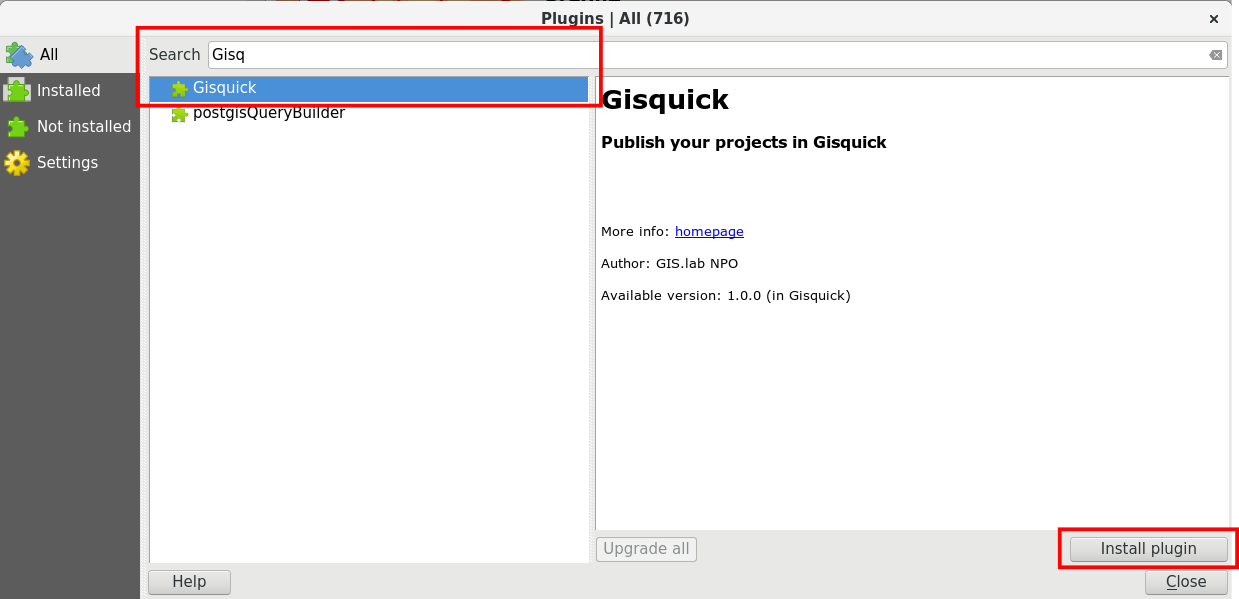 Plugins | All (716)
All
Installed
Not installed
Settings
Search Gisq
Gisquick
postgisQueryBuilder
Gisquick
Publish your projects in Gisquick
More info: homepage
Author: GIS.lab NPO
Available version: 1.0.0 (in Gisquick)
Upgrade all
Install plugin
Help
Close